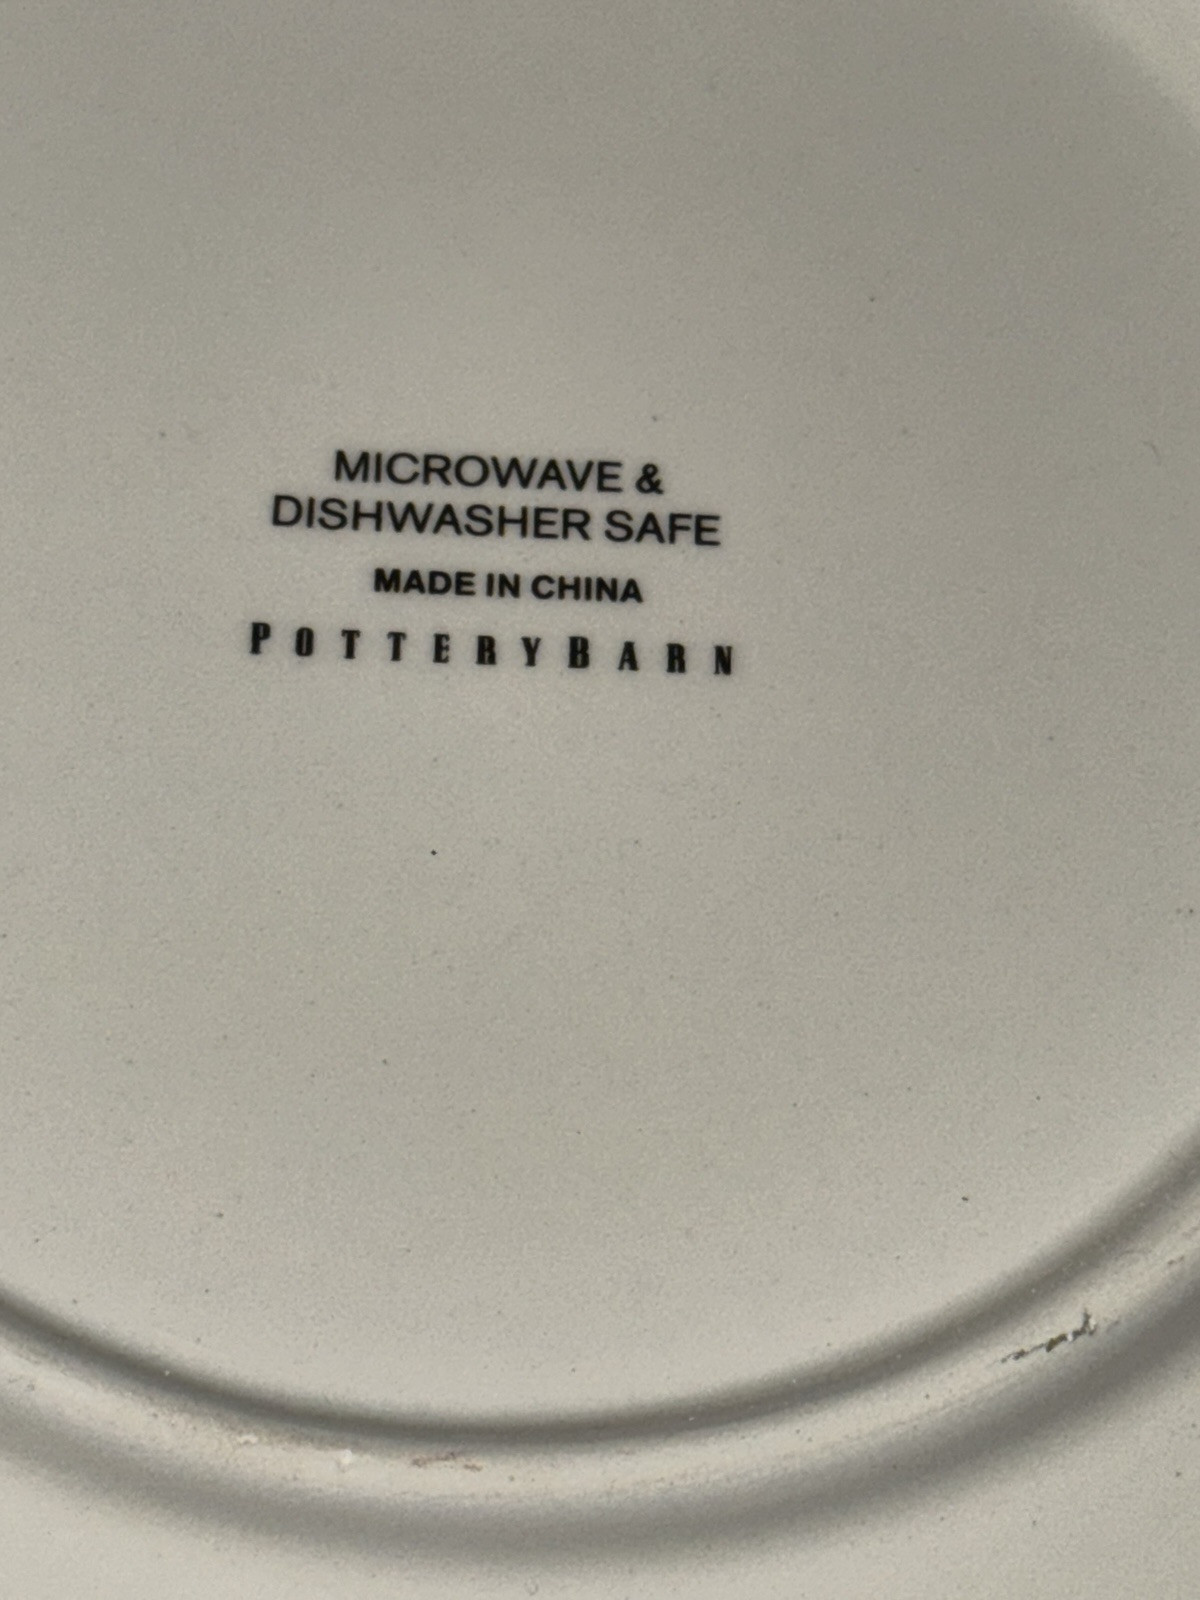 MICROWAVE &
DISHWASHER SAFE
MADE IN CHINA
POTTERYBARN